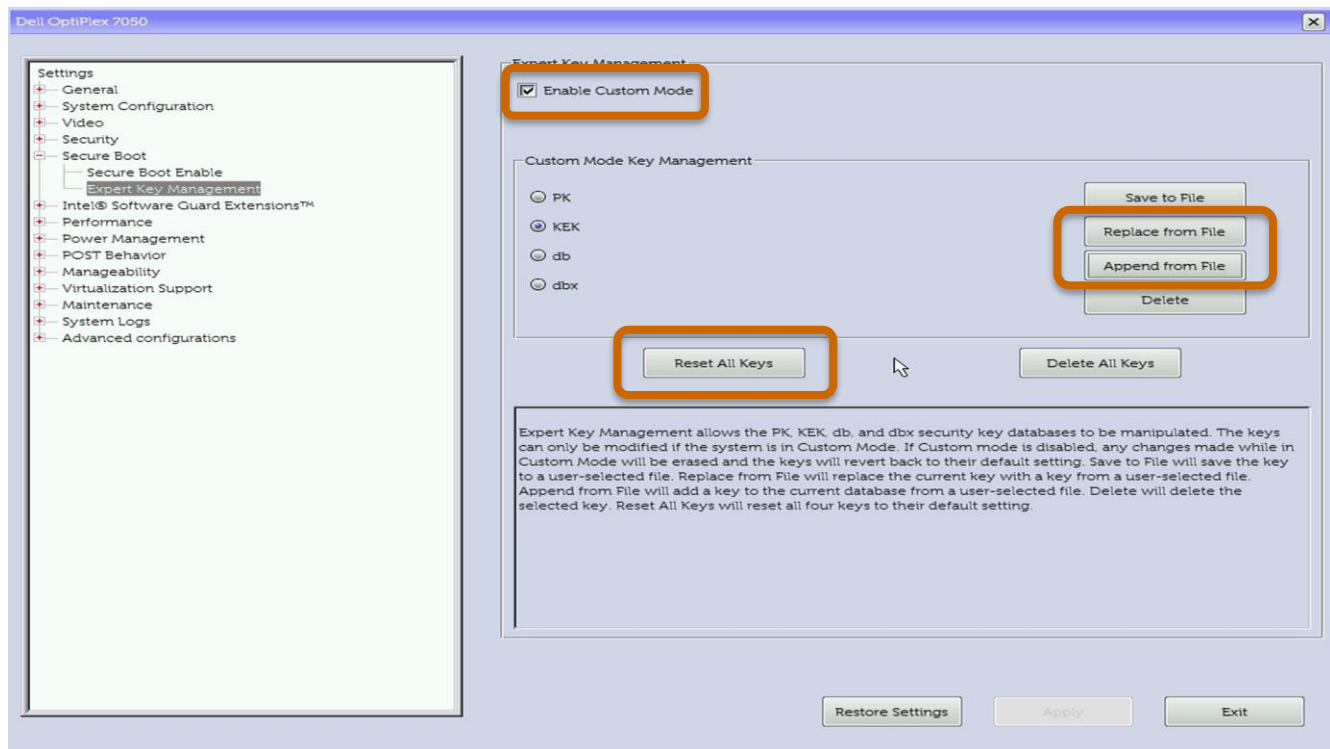 Dell OptiPlex 7050
Settings
General
System Configuration
Video
Security
Secure Boot
Secure Boot Enable
Expert Key Management
Intel® Software Guard Extensions™
Performance
Power Management
POST Behavior
Manageability
Virtualization Support
Maintenance
System Logs
Advanced configurations
Expert Key Management
Enable Custom Mode
Custom Mode Key Management
PK
KEK
db
dbx
Save to File
Replace from File
Append from File
Delete
Reset All Keys
Delete All Keys
Expert Key Management allows the PK, KEK, db, and dbx security key databases to be manipulated. The keys
can only be modified if the system is in Custom Mode. If Custom mode is disabled, any changes made while in
Custom Mode will be erased and the keys will revert back to their default setting. Save to File will save the key
to a user-selected file. Replace from File will replace the current key with a key from a user-selected file.
Append from File will add a key to the current database from a user-selected file. Delete will delete the
selected key. Reset All Keys will reset all four keys to their default setting.
Restore Settings
Apply
Exit